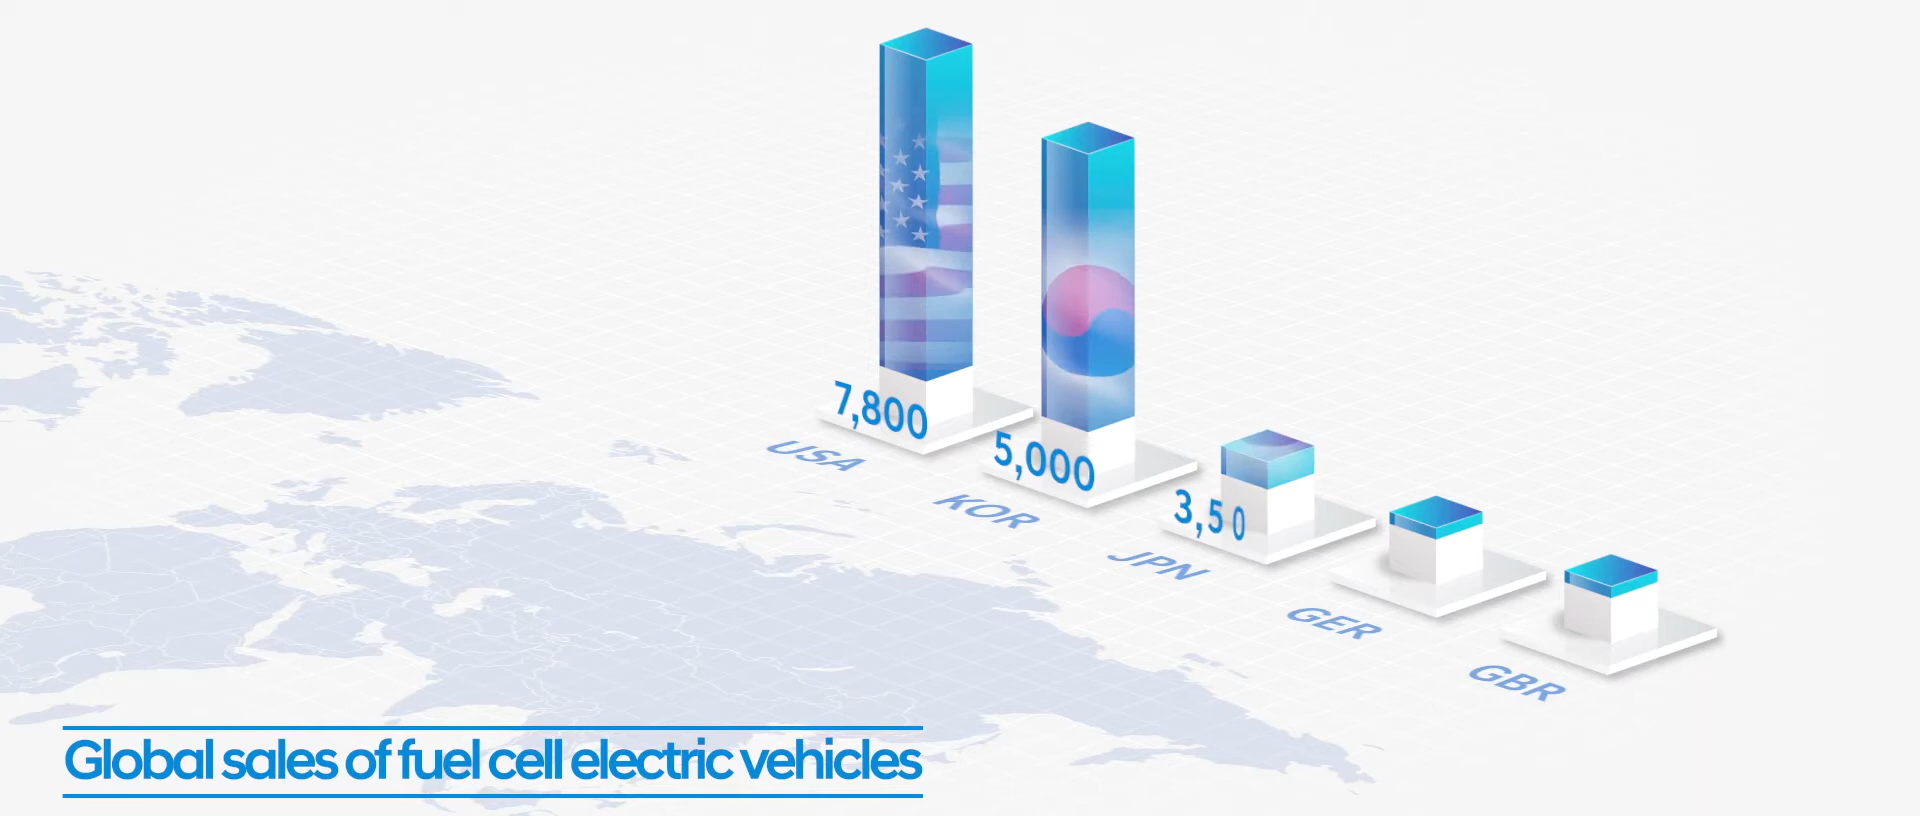 7,800
USA
5,000
KOR
3,50
JPN
GER
GBR
Global sales of fuel cell electric vehicles